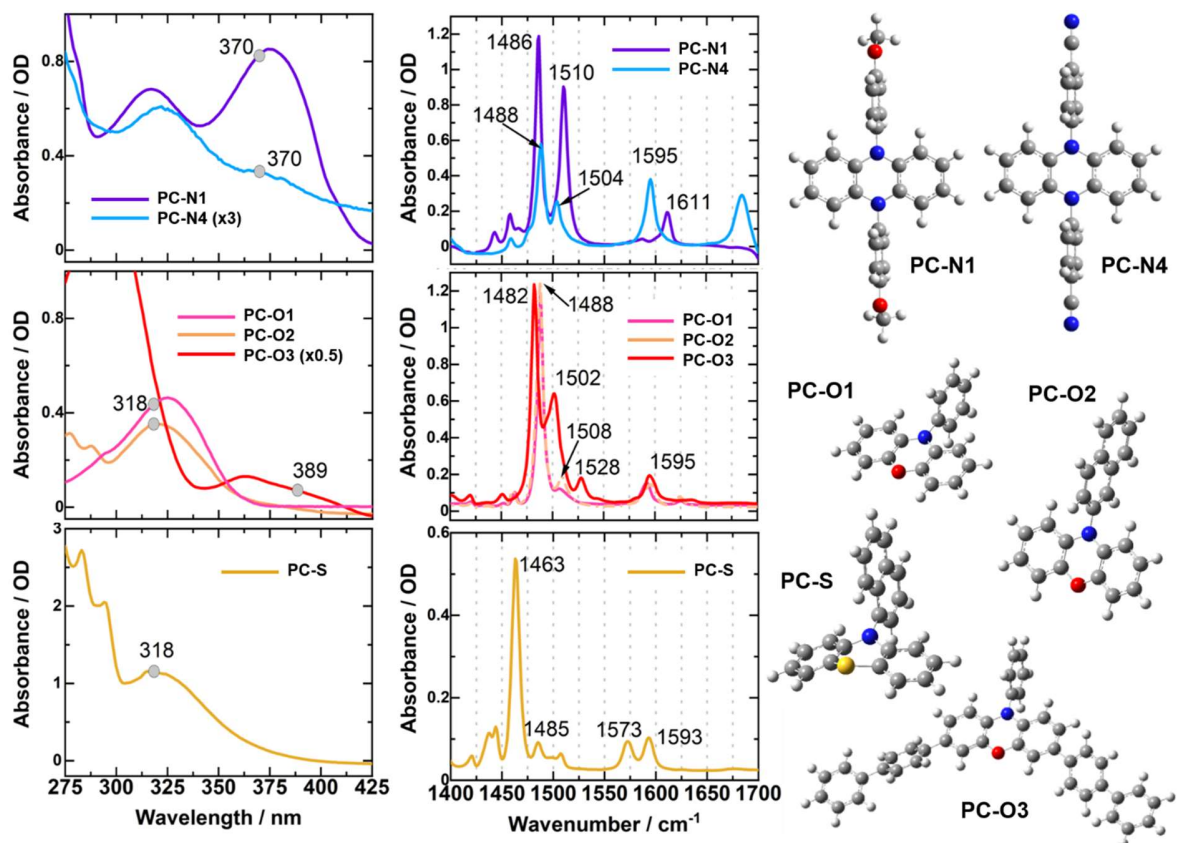 Absorbance / OD
0.8
0.4
0
370
370
PC-N1
PC-N4 (x3)
Absorbance / OD
0.8
0.4
0
318
389
PC-O1
PC-O2
PC-O3 (x0.5)
Absorbance / OD
3
2
1
0
318
PC-S
275 300 325 350 375 400 425
Wavelength / nm
Absorbance / OD
1.2
1.0
0.8
0.6
0.4
0.2
0
1486
1510
1488
1504
1595
1611
PC-N1
PC-N4
Absorbance / OD
1.2
1.0
0.8
0.6
0.4
0.2
0
1482
1488
1502
1508
1528
1595
PC-O1
PC-O2
PC-O3
Absorbance / OD
0.6
0.4
0.2
0
1463
1485
1573
1593
PC-S
1400 1500 1600 1700
Wavenumber / cm⁻¹
PC-N1
PC-N4
PC-O1
PC-O2
PC-S
PC-O3